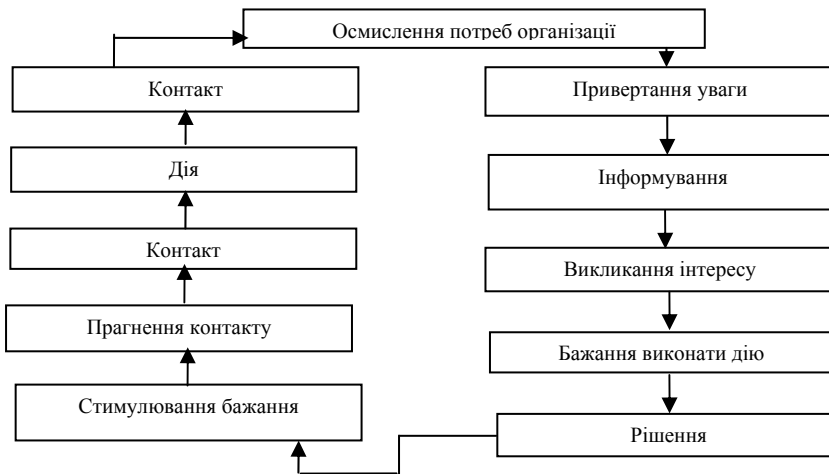 Осмислення потреб організації
Контакт
Привертання уваги
Дія
Інформування
Контакт
Викликання інтересу
Прагнення контакту
Бажання виконати дію
Стимулювання бажання
Рішення